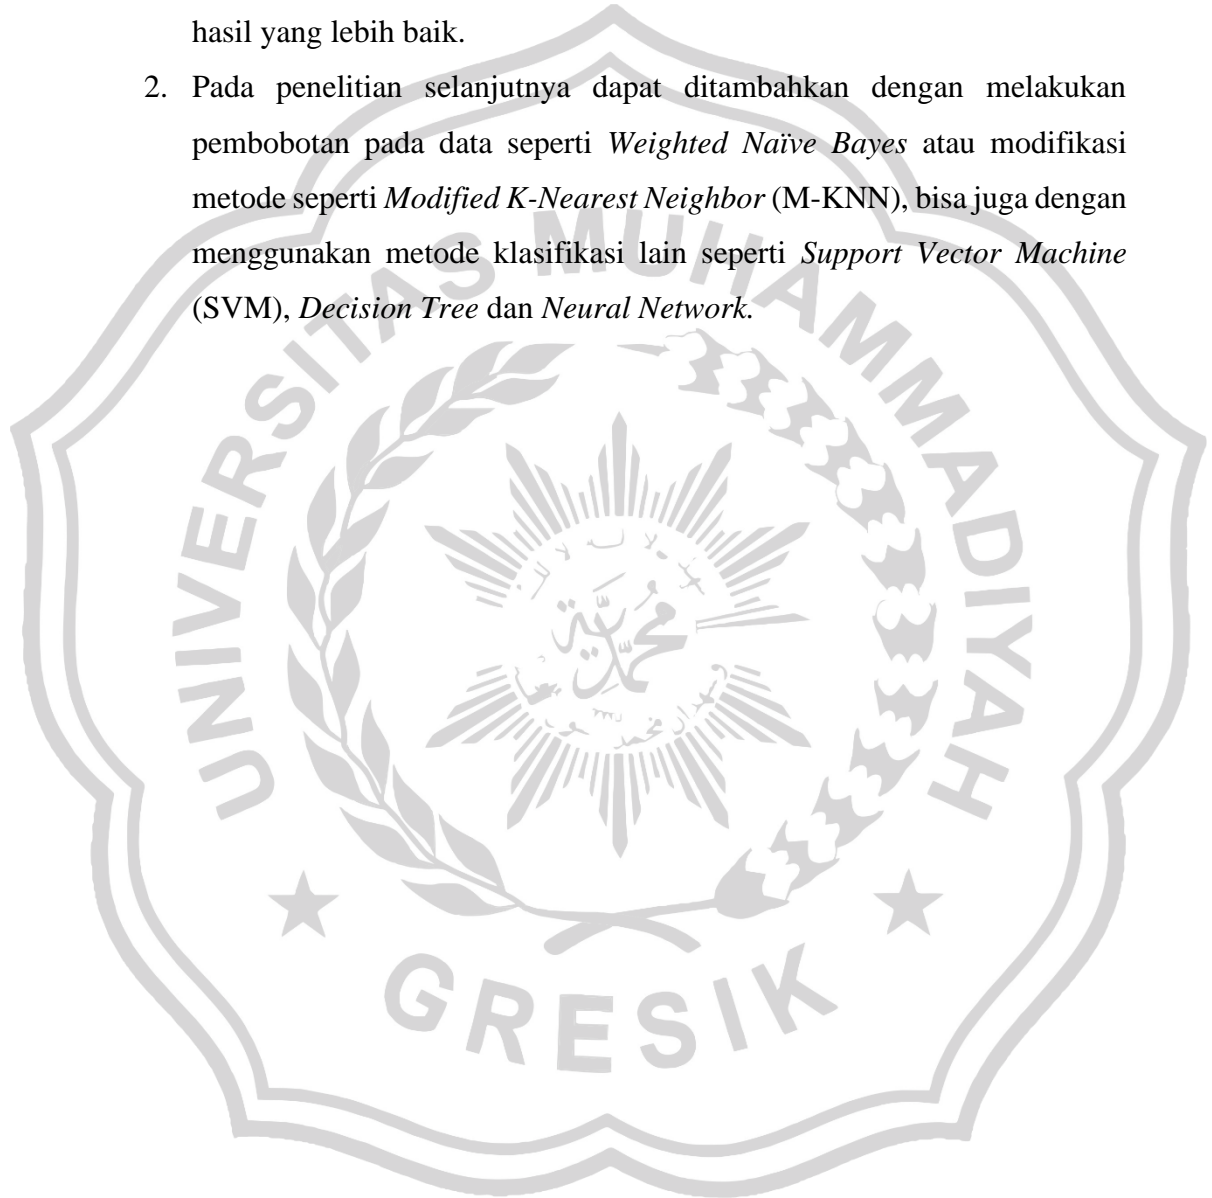 hasil yang lebih baik.
2. Pada penelitian selanjutnya dapat ditambahkan dengan melakukan
pembobotan pada data seperti Weighted Naïve Bayes atau modifikasi
metode seperti Modified K-Nearest Neighbor (M-KNN), bisa juga dengan
menggunakan metode klasifikasi lain seperti Support Vector Machine
(SVM), Decision Tree dan Neural Network.
UNIVERSITAS MUHAMMADIYAH
محمدية
GRESIK